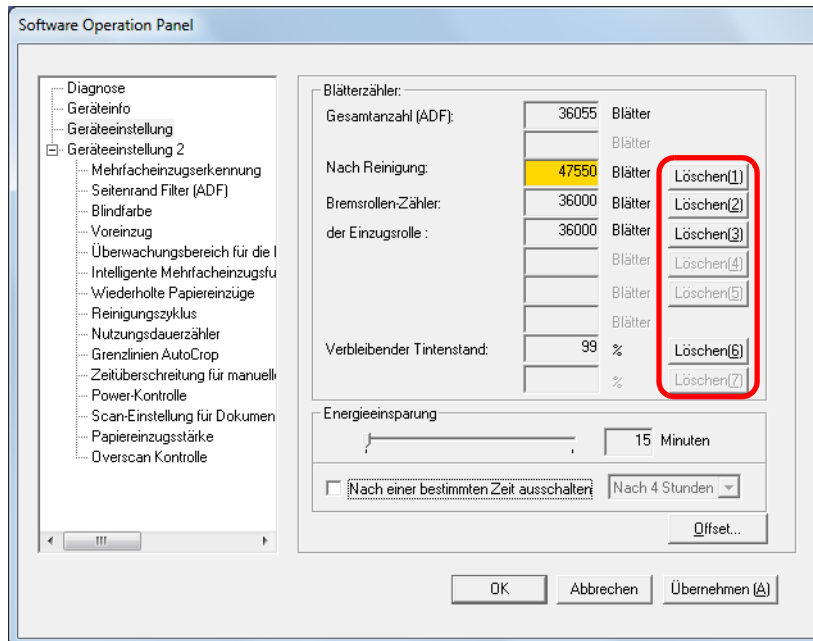 Software Operation Panel
Diagnose
Geräteinfo
Geräteeinstellung
Geräteeinstellung 2
Mehrfacheinzugserkennung
Seitenrand Filter (ADF)
Blindfarbe
Voreinzug
Überwachungsbereich für die
Intelligente Mehrfacheinzugsfu
Wiederholte Papiereinzüge
Reinigungszyklus
Nutzungsdauerzähler
Grenzlinien AutoCrop
Zeitüberschreitung für manuell
Power-Kontrolle
Scan-Einstellung für Dokumen
Papiereinzugsstärke
Overscan Kontrolle
Blätterzähler:
Gesamtanzahl (ADF): 36055 Blätter
Blätter
Nach Reinigung: 47550 Blätter Löschen(1)
Bremsrollen-Zähler: 36000 Blätter Löschen(2)
der Einzugsrolle : 36000 Blätter Löschen(3)
Blätter Löschen(4)
Blätter Löschen(5)
Blätter
Verbleibender Tintenstand: 99 % Löschen(6)
% Löschen(7)
Energieeinsparung
15 Minuten
Nach einer bestimmten Zeit ausschalten Nach 4 Stunden
Offset...
OK Abbrechen Übernehmen (A)